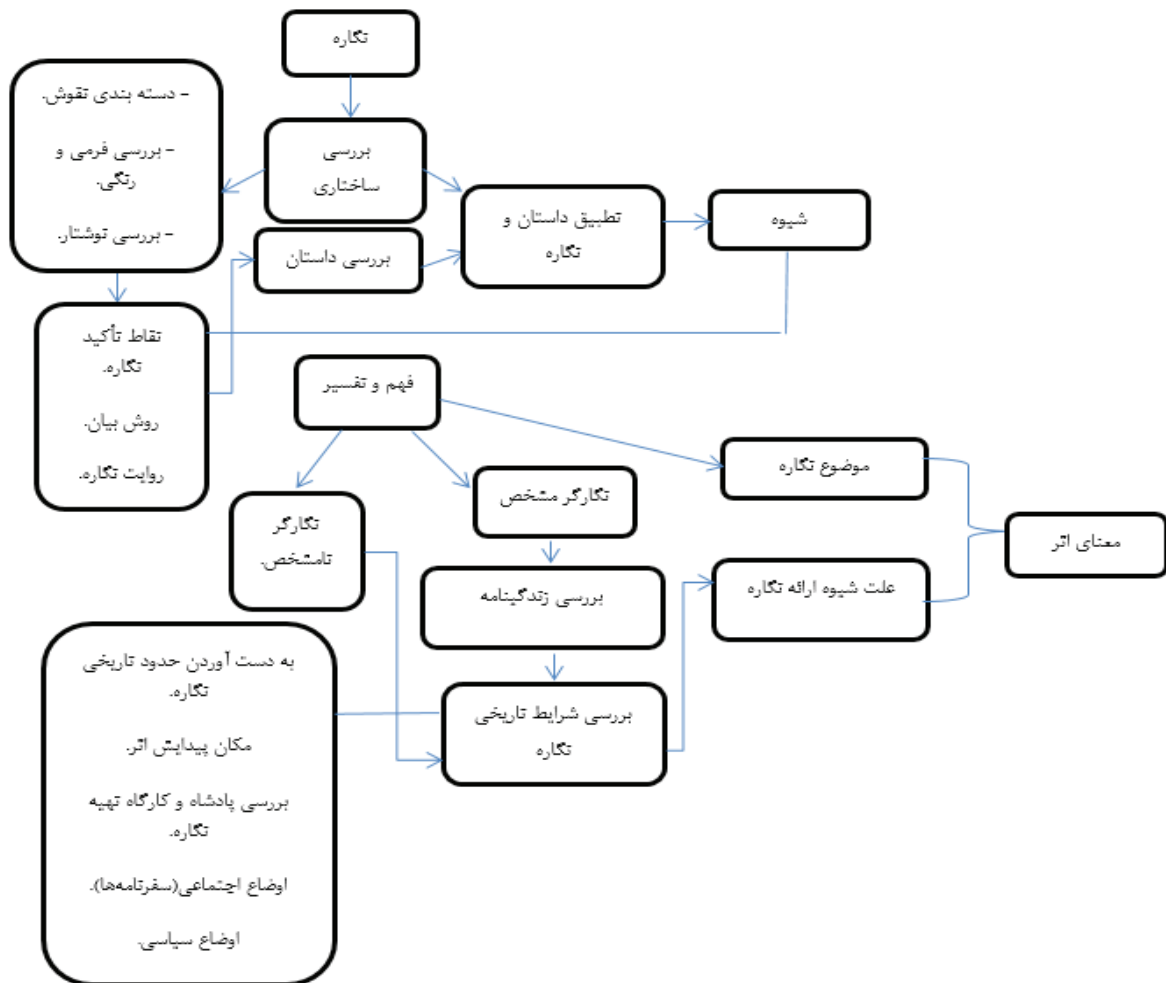 نگاره
- دسته بندی نقوش.
- بررسی فرمی و
رنگی.
- بررسی نوشتار.
بررسی
ساختاری
تطبیق داستان و
نگاره
شیوه
بررسی داستان
نقاط تأکید
نگاره.
روش بیان.
روایت نگاره.
فهم و تفسیر
موضوع نگاره
نگارگر مشخص
نگارگر
نامشخص.
معنای اثر
علت شیوه ارائه نگاره
بررسی زندگینامه
بررسی شرایط تاریخی
نگاره
به دست آوردن حدود تاریخی
نگاره.
مکان پیدایش اثر.
بررسی پادشاه و کارگاه تهیه
نگاره.
اوضاع اجتماعی(سفرنامه‌ها).
اوضاع سیاسی.